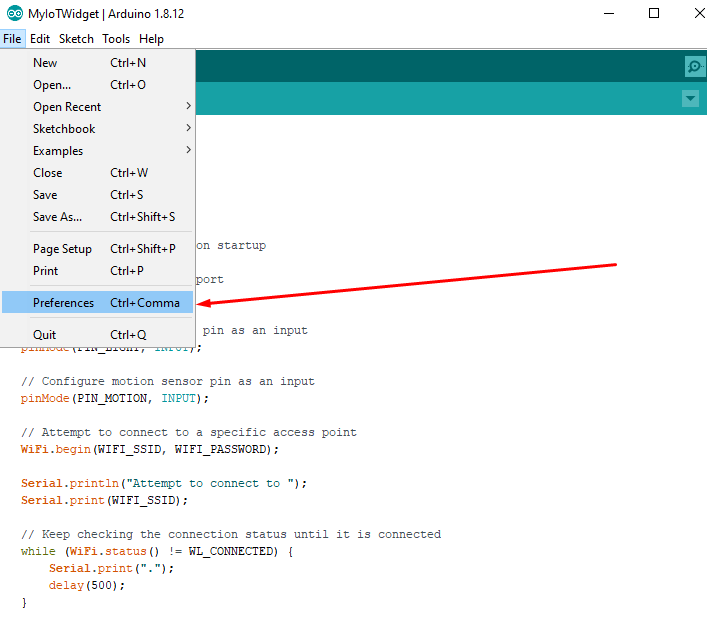 MyIoTWidget | Arduino 1.8.12
File Edit Sketch Tools Help
New Ctrl+N
Open... Ctrl+O
Open Recent
Sketchbook
Examples
Close Ctrl+W
Save Ctrl+S
Save As... Ctrl+Shift+S
on startup
Page Setup Ctrl+Shift+P
Print Ctrl+P
port
Preferences Ctrl+Comma
pin as an input
Quit Ctrl+Q
pinMode(PIN_LIGHT, INPUT);
// Configure motion sensor pin as an input
pinMode(PIN_MOTION, INPUT);
// Attempt to connect to a specific access point
WiFi.begin(WIFI_SSID, WIFI_PASSWORD);
Serial.println("Attempt to connect to ");
Serial.print(WIFI_SSID);
// Keep checking the connection status until it is connected
while (WiFi.status() != WL_CONNECTED) {
Serial.print(".");
delay(500);
}